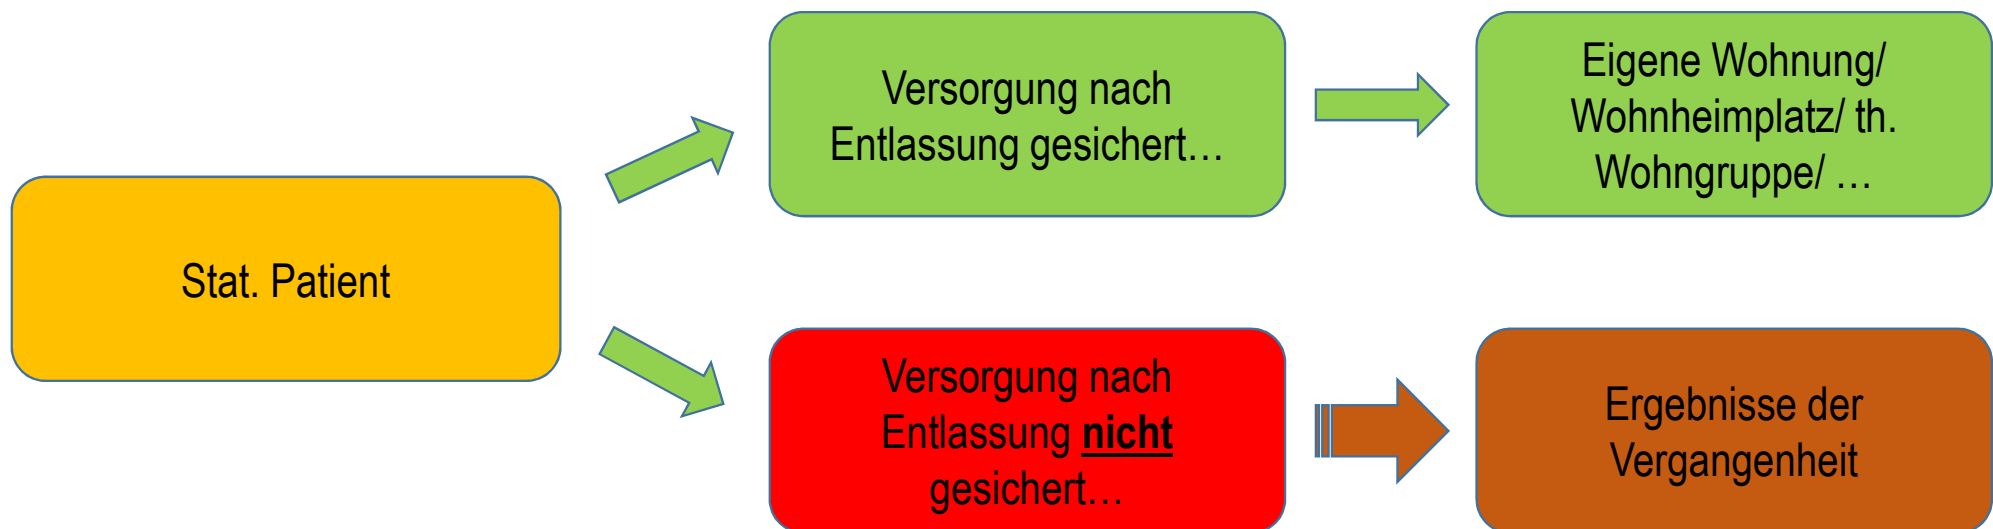 Stat. Patient
Versorgung nach
Entlassung gesichert…
Eigene Wohnung/
Wohnheimplatz/ th.
Wohngruppe/ …
Versorgung nach
Entlassung nicht
gesichert…
Ergebnisse der
Vergangenheit